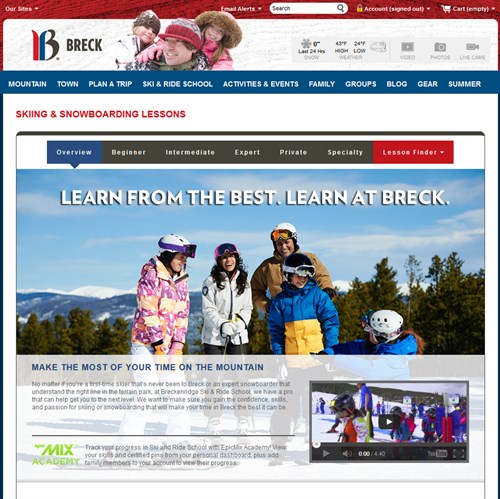 Our Sites
Email Alerts
Search
Account (signed out)
Cart (empty)
BRECK
0"
Last 24 Hrs
SNOW
43°F 24°F
HIGH LOW
WEATHER
VIDEO
PHOTOS
LIVE CAMS
MOUNTAIN TOWN PLAN A TRIP SKI & RIDE SCHOOL ACTIVITIES & EVENTS FAMILY GROUPS BLOG GEAR SUMMER
SKIING & SNOWBOARDING LESSONS
Overview Beginner Intermediate Expert Private Specialty Lesson Finder
LEARN FROM THE BEST. LEARN AT BRECK.
MAKE THE MOST OF YOUR TIME ON THE MOUNTAIN
No matter if you're a first-time skier that's never been to Breck or an expert snowboarder that
understand the right line in the terrain park, at Breckenridge Ski & Ride School, we have a pro
that can help you get to the next level. We want to make sure you gain the confidence, skills,
and passion for skiing or snowboarding that will make your time in Breck the best it can be.
MIX
ACADEMY
Track your progress in Ski and Ride School with EpicMix Academy! View
your skills and certified pins from your personal dashboard, plus add
family members to your account to view their progress.
0:00 / 4:40
YouTube